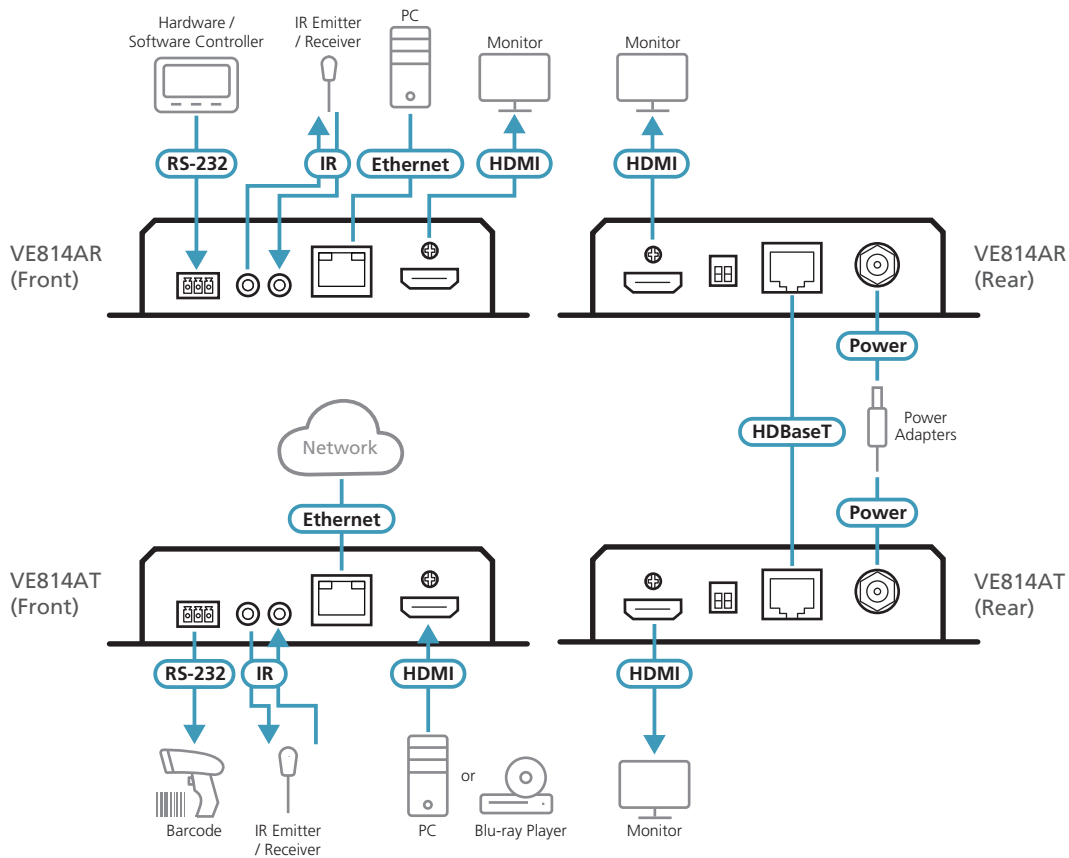 Hardware /
Software Controller
IR Emitter
/ Receiver
PC
Monitor
Monitor
RS-232
IR
Ethernet
HDMI
HDMI
VE814AR
(Front)
VE814AR
(Rear)
Power
HDBaseT
Power
Adapters
Power
Network
Ethernet
VE814AT
(Front)
VE814AT
(Rear)
RS-232
IR
HDMI
HDMI
or
Barcode
IR Emitter
/ Receiver
PC
Blu-ray Player
Monitor